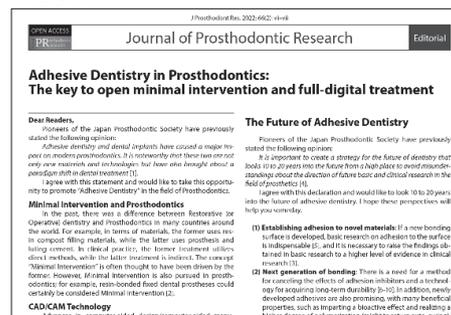 J Prosthodont Res. 2022; 66(2): vii–viii
OPEN ACCESS
PR
Journal of Prosthodontic Research
Editorial
Adhesive Dentistry in Prosthodontics:
The key to open minimal intervention and full-digital treatment
Dear Readers,
Pioneers of the Japan Prosthodontic Society have previously
stated the following opinion:
Adhesive dentistry and dental implants have caused a major im-
pact on modern prosthodontics. It is noteworthy that these two are not
only new materials and technologies but have also brought about a
paradigm shift in dental treatment [1].
I agree with this statement and would like to take this opportu-
nity to promote "Adhesive Dentistry" in the field of Prosthodontics.
Minimal Intervention and Prosthodontics
In the past, there was a difference between Restorative (or
Operative) dentistry and Prosthodontics in many countries around
the world. For example, in terms of materials, the former uses res-
in compost filling materials, while the latter uses prosthesis and
luting cement. In clinical practice, the former treatment utilizes
direct methods, while the latter treatment is indirect. The concept
"Minimal Intervention" is often thought to have been driven by the
former. However, Minimal Intervention is also pursued in prosth-
odontics; for example, resin-bonded fixed dental prostheses could
certainly be considered Minimal Intervention [2].
CAD/CAM Technology
The Future of Adhesive Dentistry
Pioneers of the Japan Prosthodontic Society have previously
stated the following opinion:
It is important to create a strategy for the future of dentistry that
looks 10 to 20 years into the future from a high place to avoid misunder-
standings about the direction of future basic and clinical research in the
field of prosthetics [4].
I agree with this declaration and would like to look 10 to 20 years
into the future of adhesive dentistry. I hope these perspectives will
help you someday.
(1) Establishing adhesion to novel materials: If a new bonding
surface is developed, basic research on adhesion to the surface
is indispensable [5], and it is necessary to raise the findings ob-
tained in basic research to a higher level of evidence in clinical
research [3].
(2) Next generation of bonding: There is a need for a method
for canceling the effects of adhesion inhibitors and a technol-
ogy for acquiring long-term durability [6–10]. In addition, newly
developed adhesives are also promising, with many beneficial
properties, such as imparting a bioactive effect and realizing a